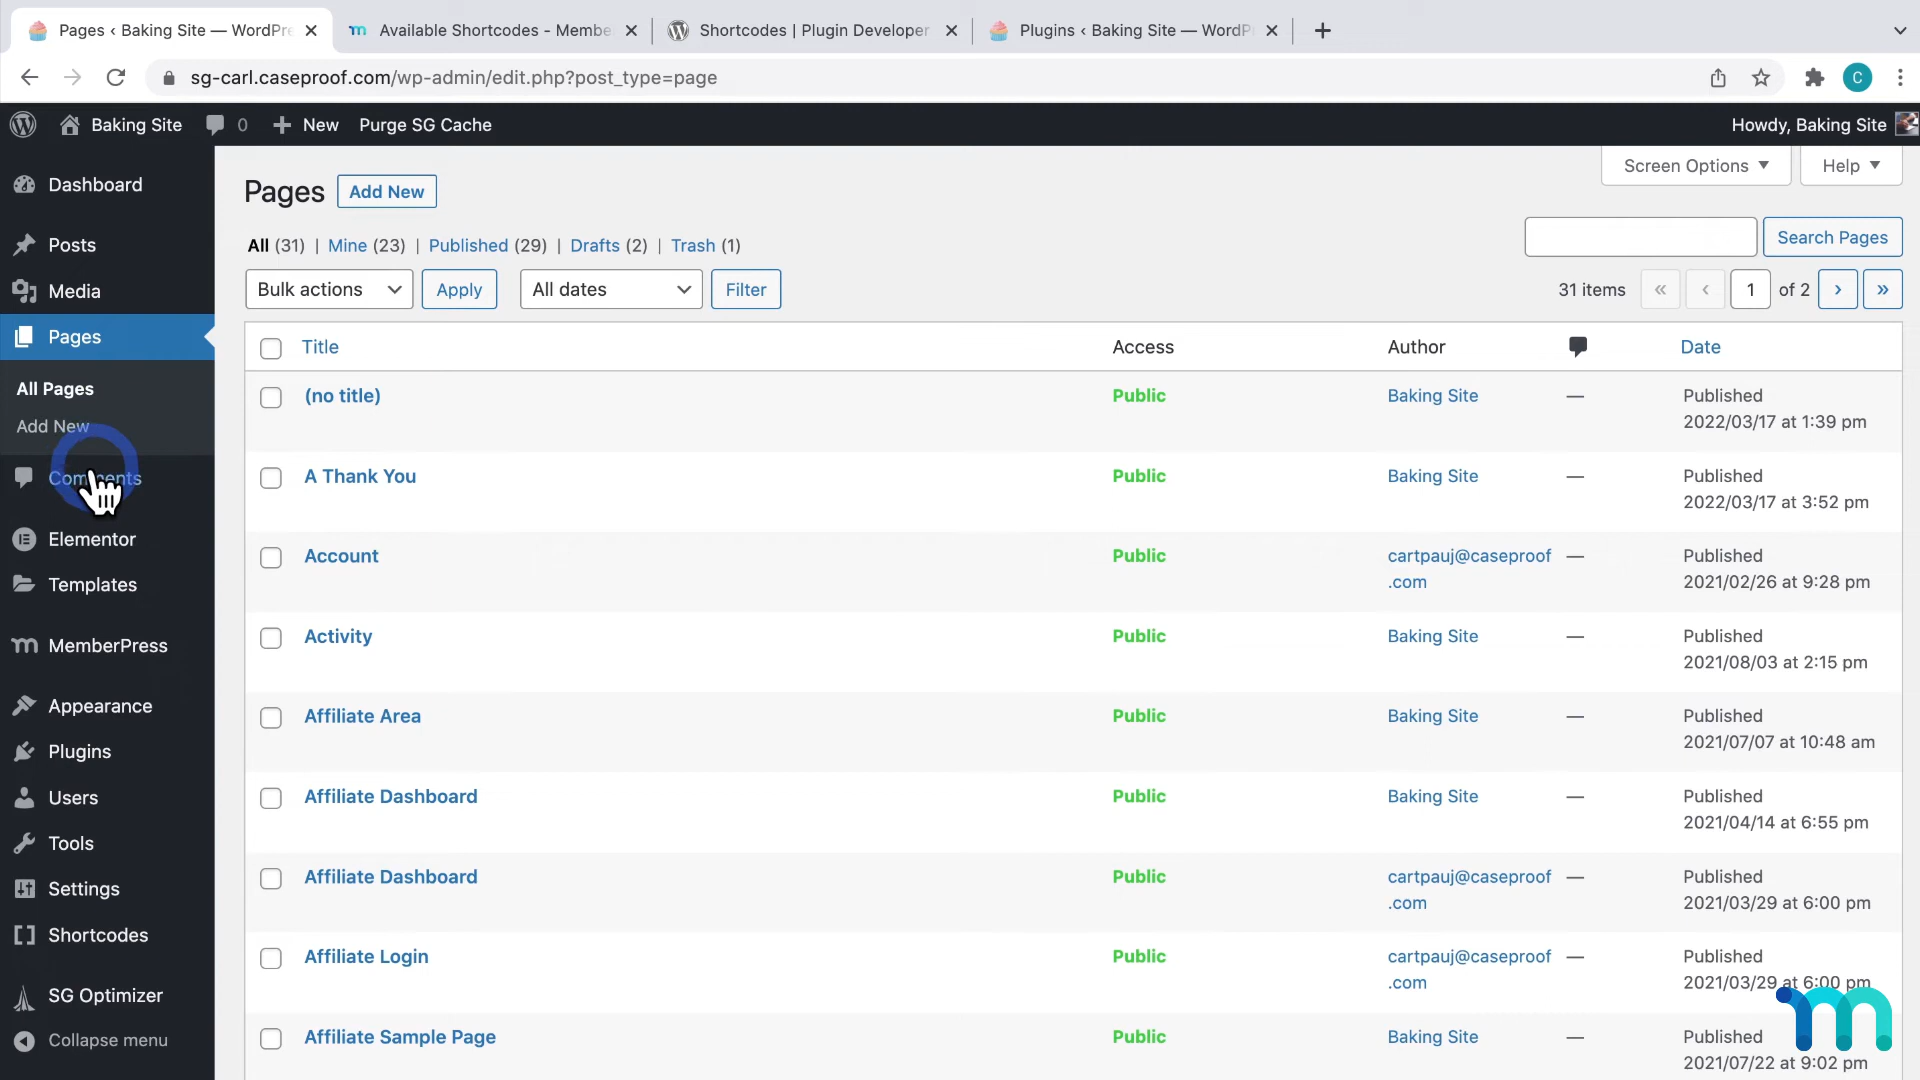 Pages ‹ Baking Site — WordPre
Available Shortcodes - Membe
Shortcodes | Plugin Developer
Plugins ‹ Baking Site — WordP
sg-carl.caseproof.com/wp-admin/edit.php?post_type=page
C
Baking Site
0
New
Purge SG Cache
Howdy, Baking Site
Dashboard
Posts
Media
Pages
All Pages
Add New
Comments
Elementor
Templates
MemberPress
Appearance
Plugins
Users
Tools
Settings
Shortcodes
SG Optimizer
Collapse menu
Screen Options
Help
Pages
Add New
All (31) | Mine (23) | Published (29) | Drafts (2) | Trash (1)
Search Pages
Bulk actions
Apply
All dates
Filter
31 items « ‹ 1 of 2 › »
Title Access Author Date
(no title) Public Baking Site — Published
2022/03/17 at 1:39 pm
A Thank You Public Baking Site — Published
2022/03/17 at 3:52 pm
Account Public cartpauj@caseproof — Published
.com 2021/02/26 at 9:28 pm
Activity Public Baking Site — Published
2021/08/03 at 2:15 pm
Affiliate Area Public Baking Site — Published
2021/07/07 at 10:48 am
Affiliate Dashboard Public Baking Site — Published
2021/04/14 at 6:55 pm
Affiliate Dashboard Public cartpauj@caseproof — Published
.com 2021/03/29 at 6:00 pm
Affiliate Login Public cartpauj@caseproof — Published
.com 2021/03/29 at 6:00 pm
Affiliate Sample Page Public Baking Site — Published
2021/07/22 at 9:02 pm